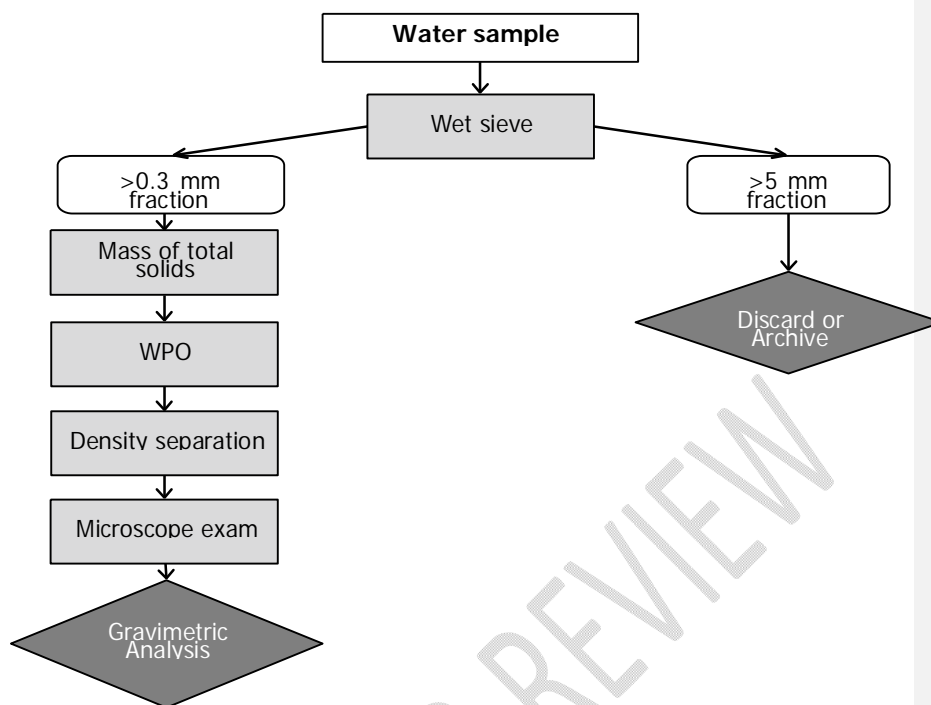 Water sample
Wet sieve
>0.3 mm
fraction
>5 mm
fraction
Mass of total
solids
Discard or
Archive
WPO
Density separation
Microscope exam
Gravimetric
Analysis
REVIEW